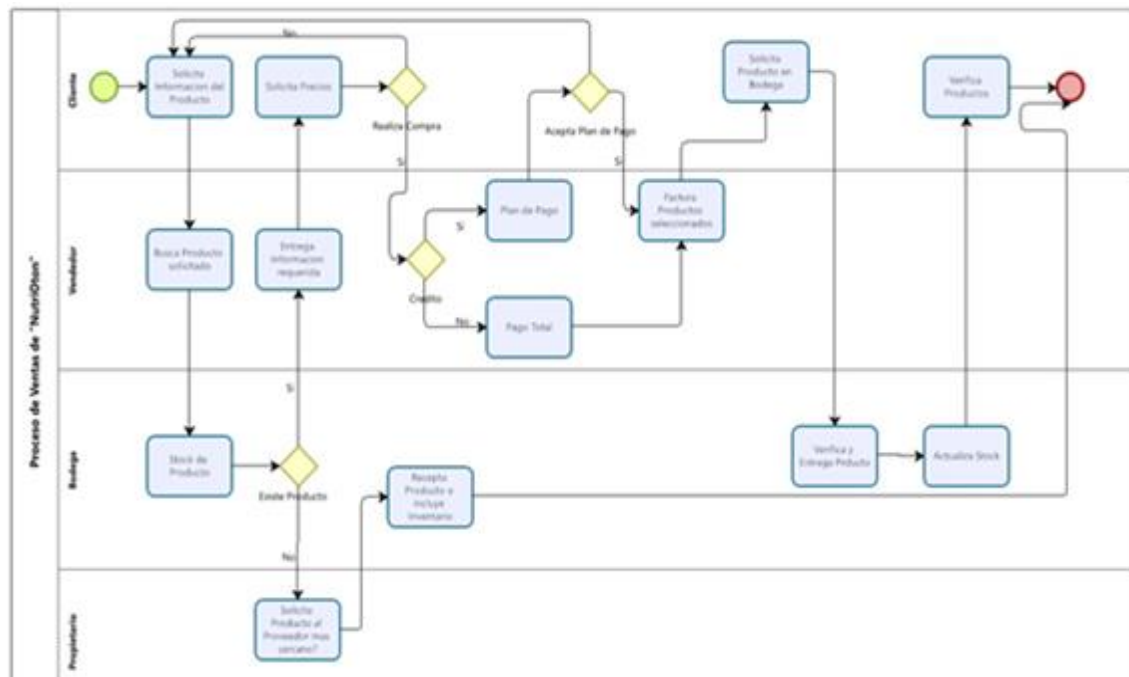 Proceso de Ventas de "NutriOton"
Cliente
Solicita
Informacion del
Producto
Solicita Precios
No
Realiza Compra
Si
Acepta Plan de Pago
Si
Solicita
Producto en
Bodega
Verifica
Productos
Vendedor
Busca Producto
solicitado
Entrega
Informacion
requerida
Si
Plan de Pago
Credito
No
Pago Total
Factura
Productos
seleccionados
Si
Bodega
Stock de
Producto
Existe Producto
No
Recepta
Producto e
incluye
Inventario
Verifica y
Entrega
Actualiza Stock
Propietario
Solicita
Producto al
Proveedor mas
cercano?